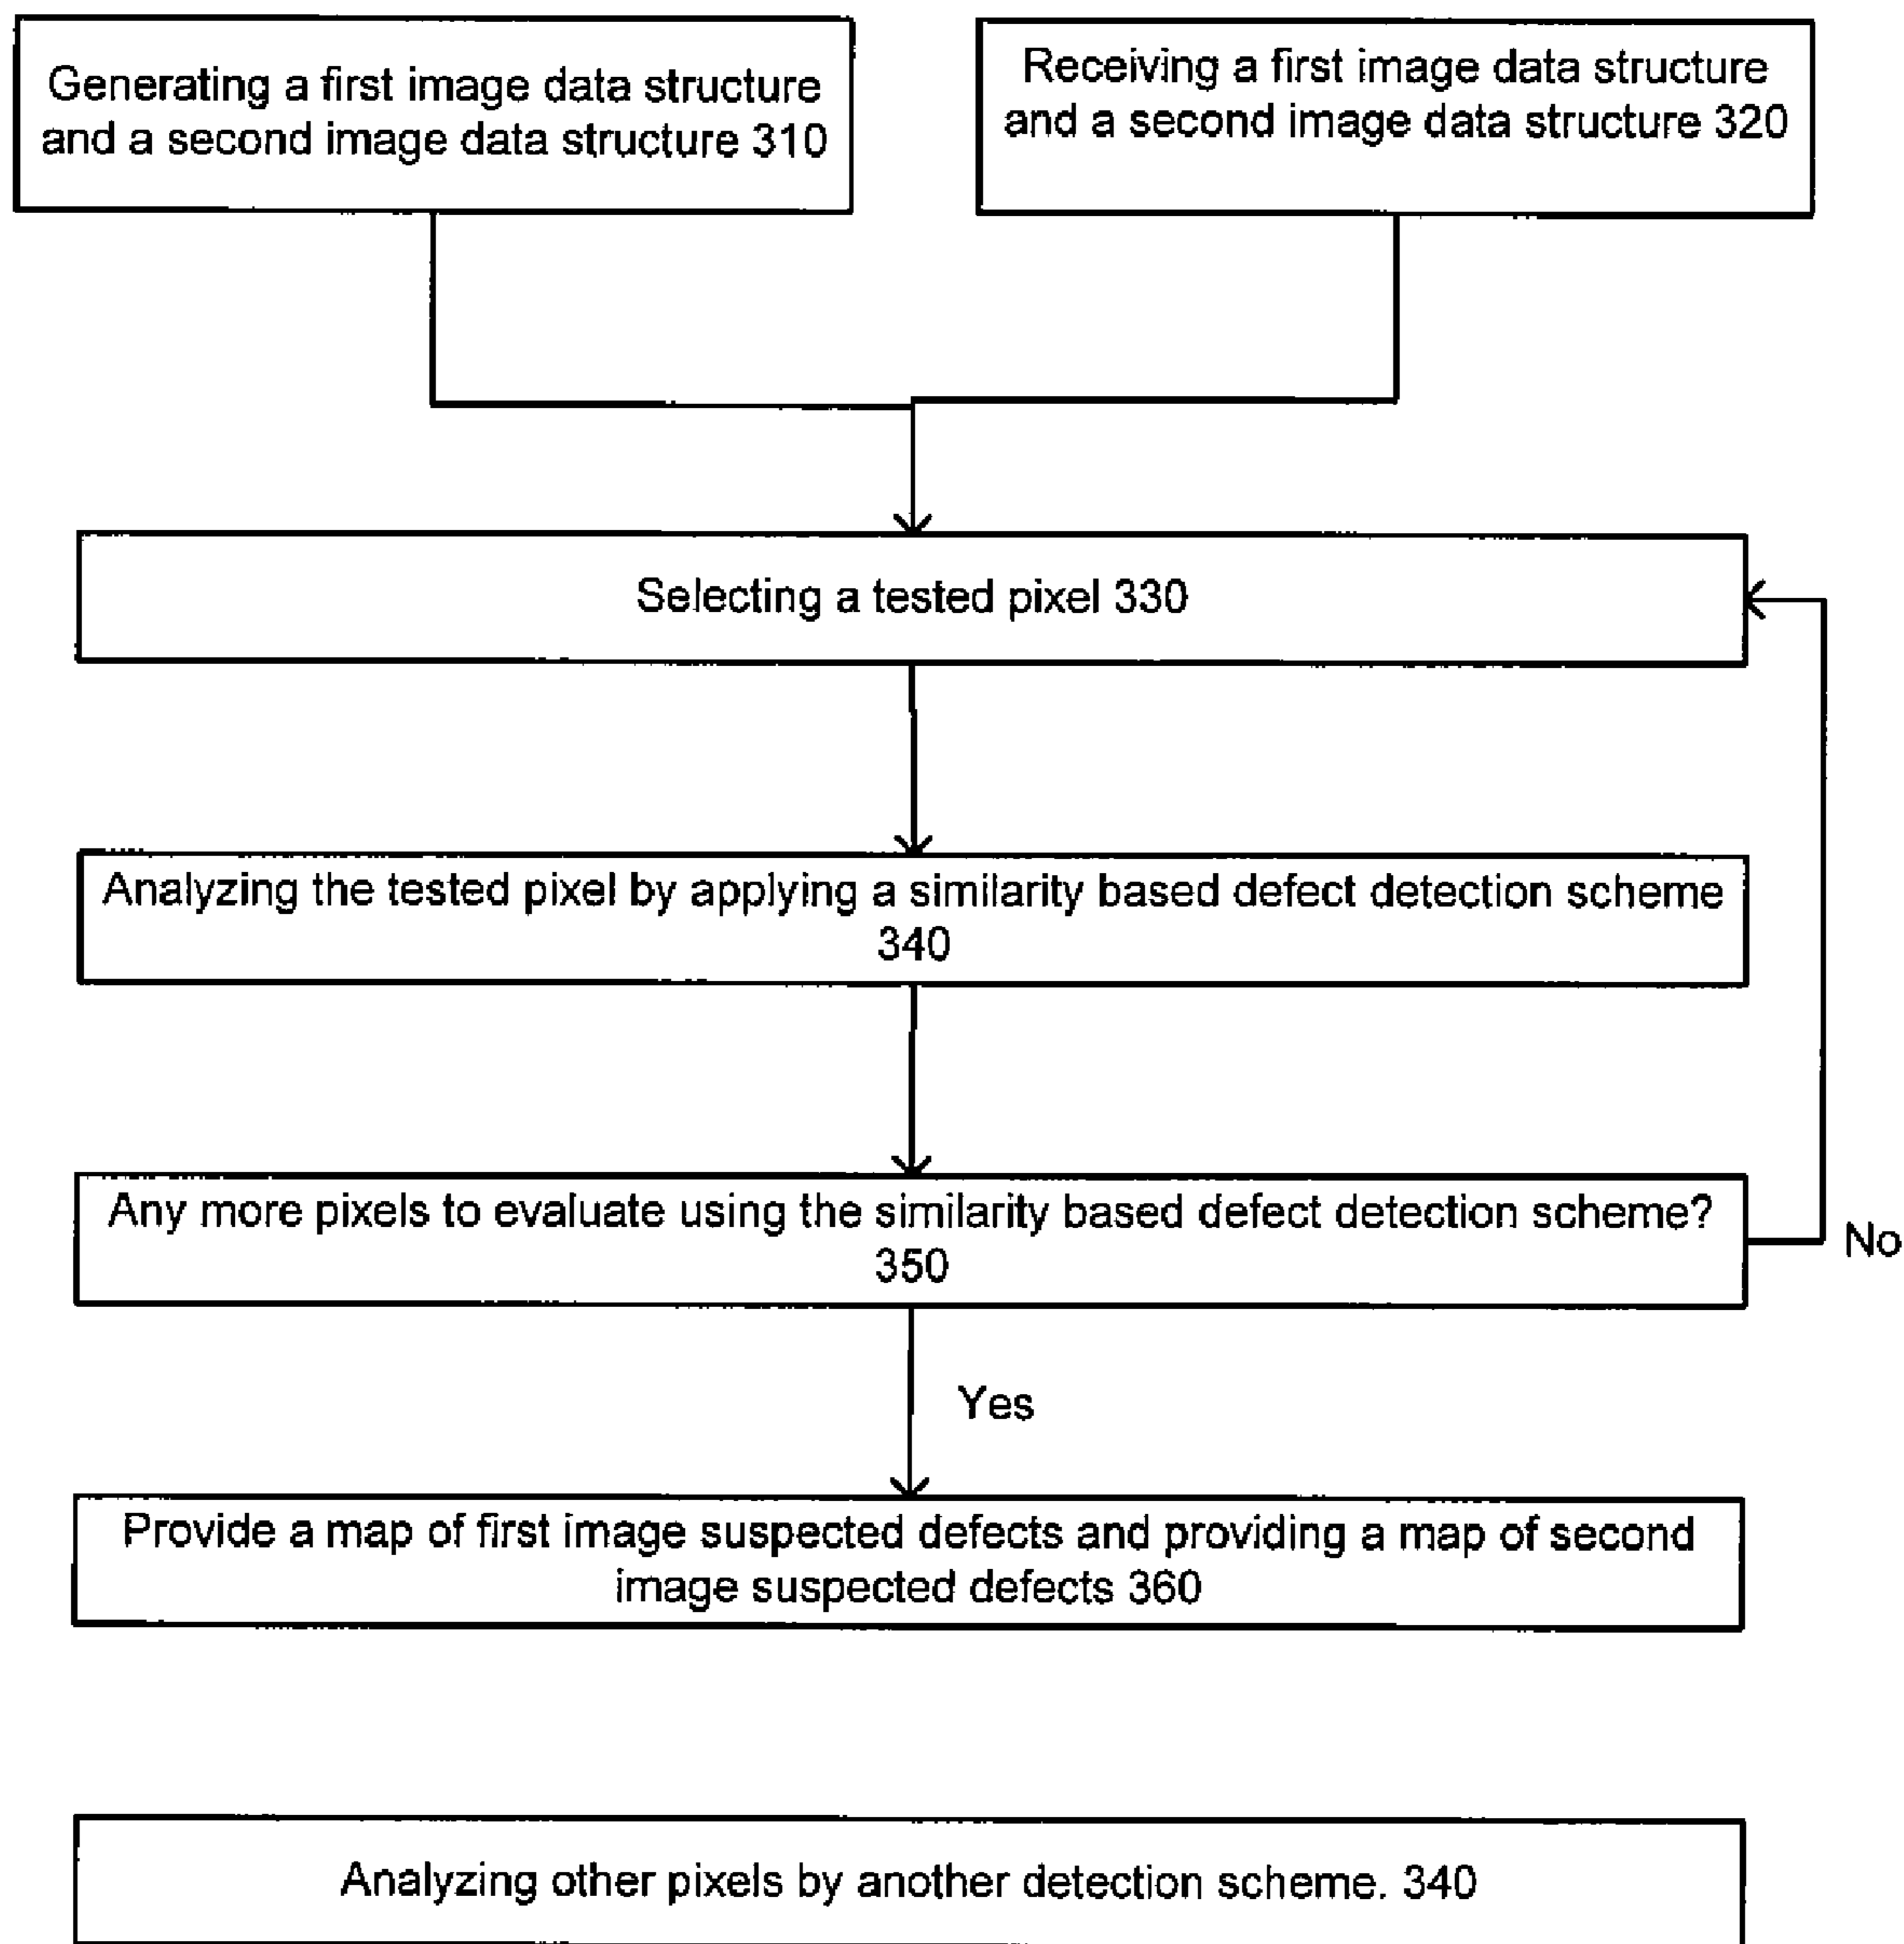 Generating a first image data structure
and a second image data structure 310
Receiving a first image data structure
and a second image data structure 320
Selecting a tested pixel 330
Analyzing the tested pixel by applying a similarity based defect detection scheme
340
Any more pixels to evaluate using the similarity based defect detection scheme?
350
No
Yes
Provide a map of first image suspected defects and providing a map of second
image suspected defects 360
Analyzing other pixels by another detection scheme. 340